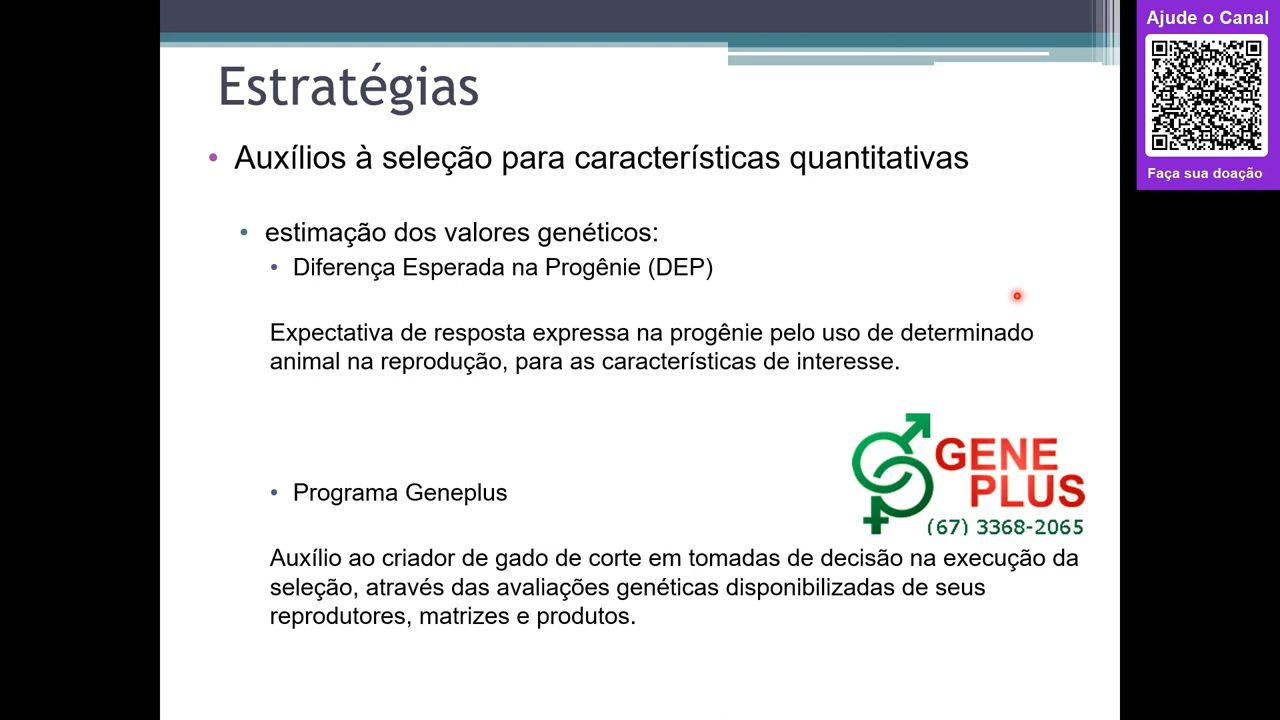 Estratégias
Auxílios à seleção para características quantitativas
estimação dos valores genéticos:
Diferença Esperada na Progênie (DEP)
Expectativa de resposta expressa na progênie pelo uso de determinado
animal na reprodução, para as características de interesse.
GENE
PLUS
(67) 3368-2065
Programa Geneplus
Auxílio ao criador de gado de corte em tomadas de decisão na execução da
seleção, através das avaliações genéticas disponibilizadas de seus
reprodutores, matrizes e produtos.
Ajude o Canal
Faça sua doação